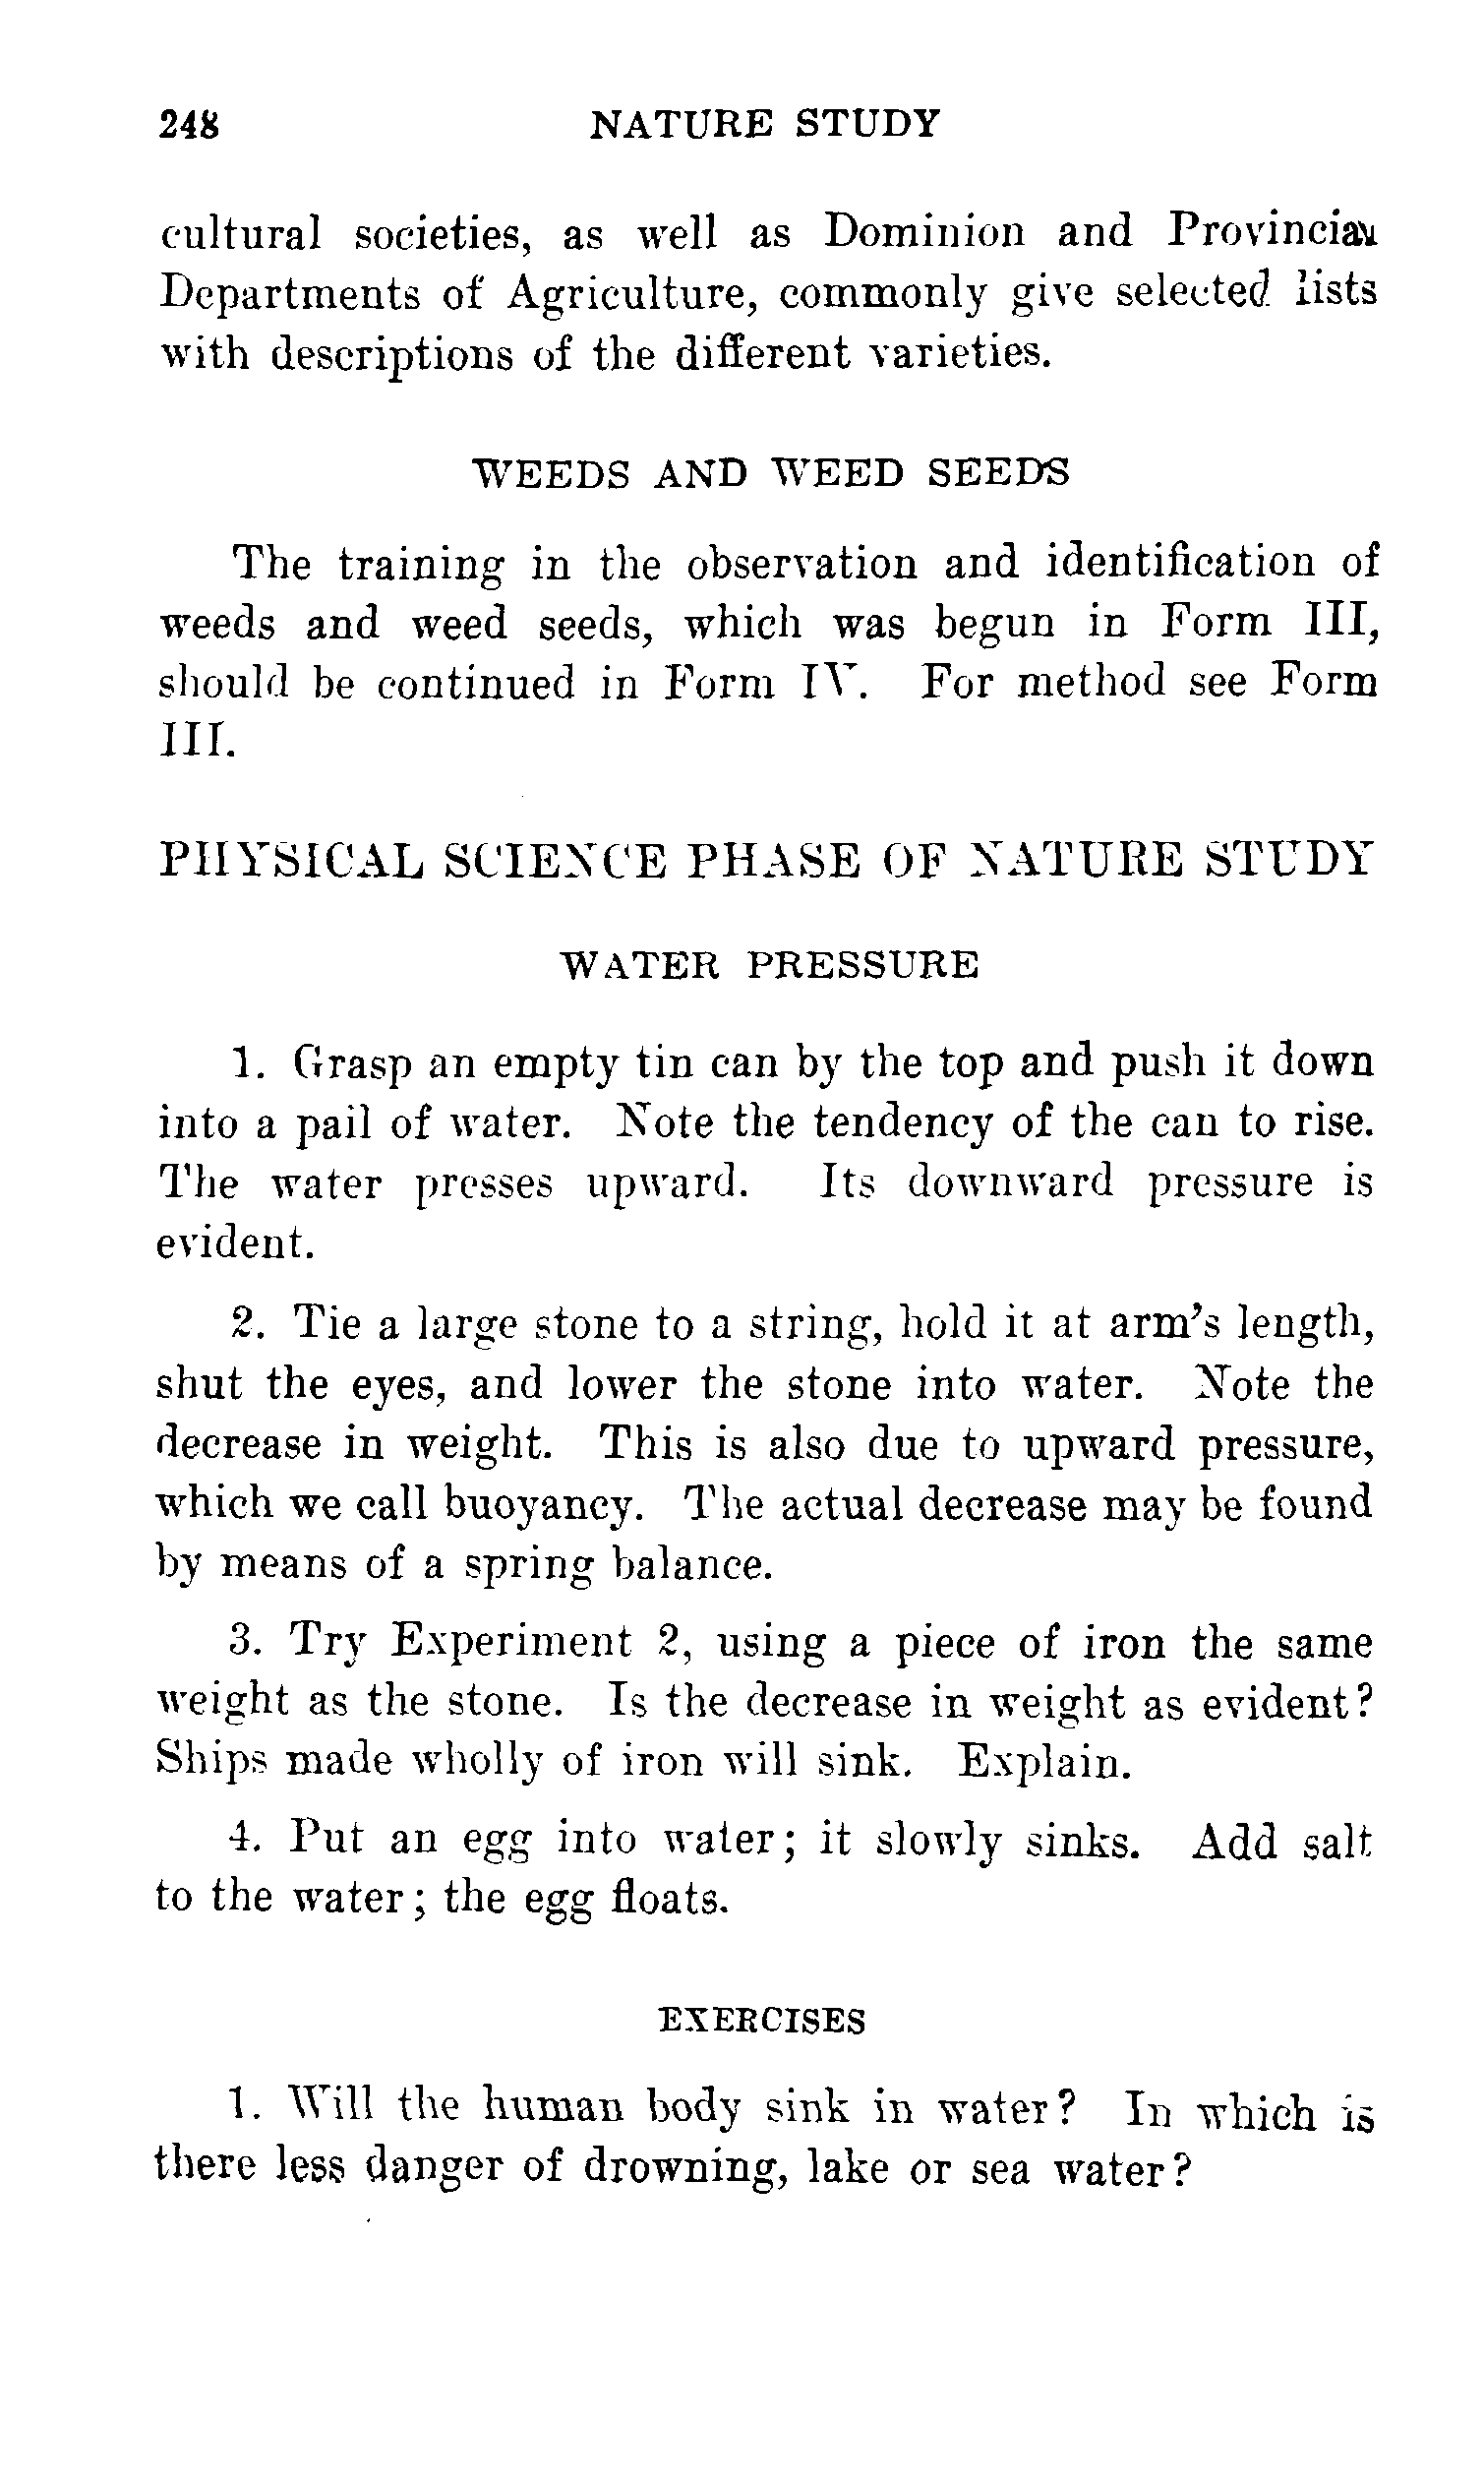 248 NATURE STUDY
cultural societies, as well as Dominion and Provincial
Departments of Agriculture, commonly give selected lists
with descriptions of the different varieties.
WEEDS AND WEED SEEDS
The training in the observation and identification of
weeds and weed seeds, which was begun in Form III,
should be continued in Form IV. For method see Form
III.
PHYSICAL SCIENCE PHASE OF NATURE STUDY
WATER PRESSURE
1. Grasp an empty tin can by the top and push it down
into a pail of water. Note the tendency of the can to rise.
The water presses upward. Its downward pressure is
evident.
2. Tie a large stone to a string, hold it at arm's length,
shut the eyes, and lower the stone into water. Note the
decrease in weight. This is also due to upward pressure,
which we call buoyancy. The actual decrease may be found
by means of a spring balance.
3. Try Experiment 2, using a piece of iron the same
weight as the stone. Is the decrease in weight as evident?
Ships made wholly of iron will sink. Explain.
4. Put an egg into water; it slowly sinks. Add salt
to the water; the egg floats.
EXERCISES
1. Will the human body sink in water? In which is
there less danger of drowning, lake or sea water?